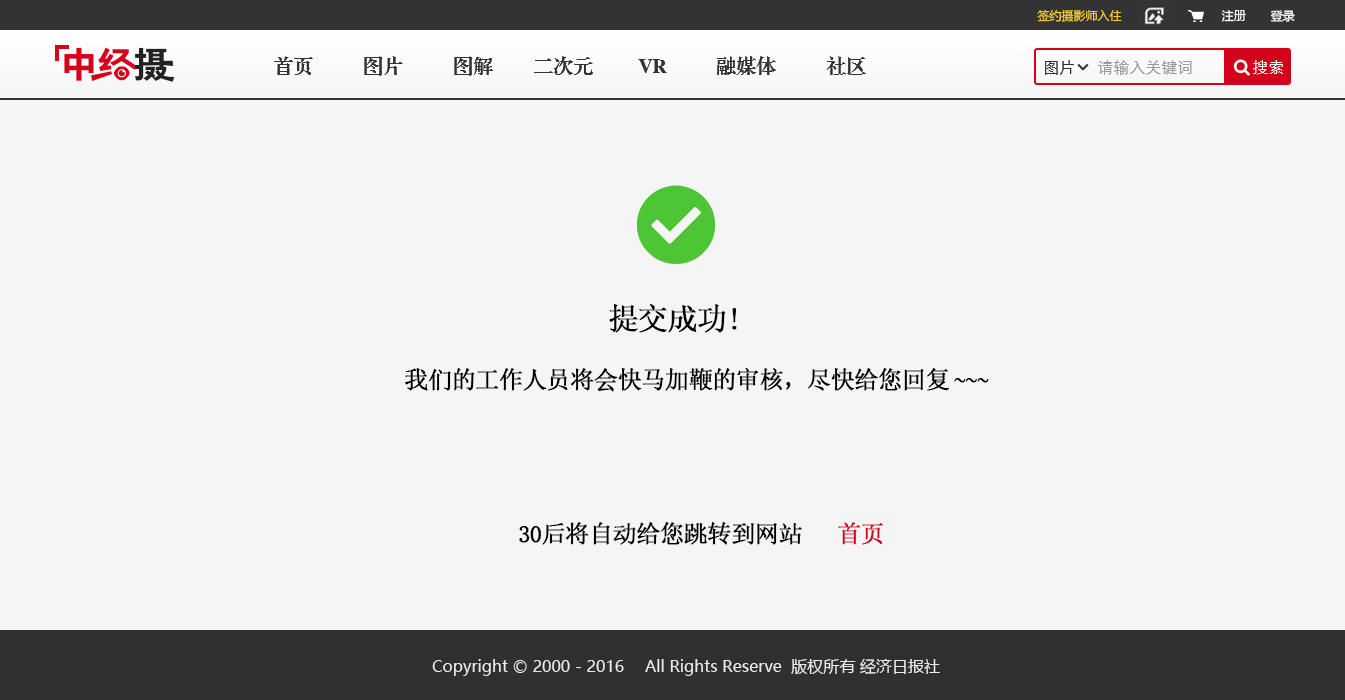 签约摄影师入住 注册 登录
中经摄 首页 图片 图解 二次元 VR 融媒体 社区 图片 请输入关键词 搜索
提交成功！
我们的工作人员将会快马加鞭的审核，尽快给您回复~~~
30后将自动给您跳转到网站 首页
Copyright © 2000 - 2016 All Rights Reserve 版权所有 经济日报社